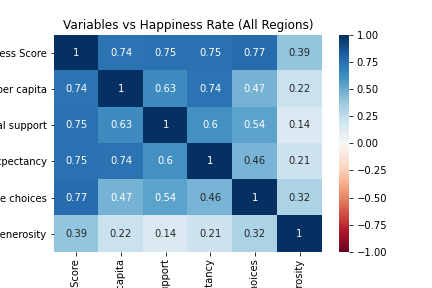 Variables vs Happiness Rate (All Regions)
ess Score 1 0.74 0.75 0.75 0.77 0.39
per capita 0.74 1 0.63 0.74 0.47 0.22
al support 0.75 0.63 1 0.6 0.54 0.14
xpectancy 0.75 0.74 0.6 1 0.46 0.21
e choices 0.77 0.47 0.54 0.46 1 0.32
enerosity 0.39 0.22 0.14 0.21 0.32 1
Score
capita
pport
tancy
oices
rosity
1.00
0.75
0.50
0.25
0.00
−0.25
−0.50
−0.75
−1.00